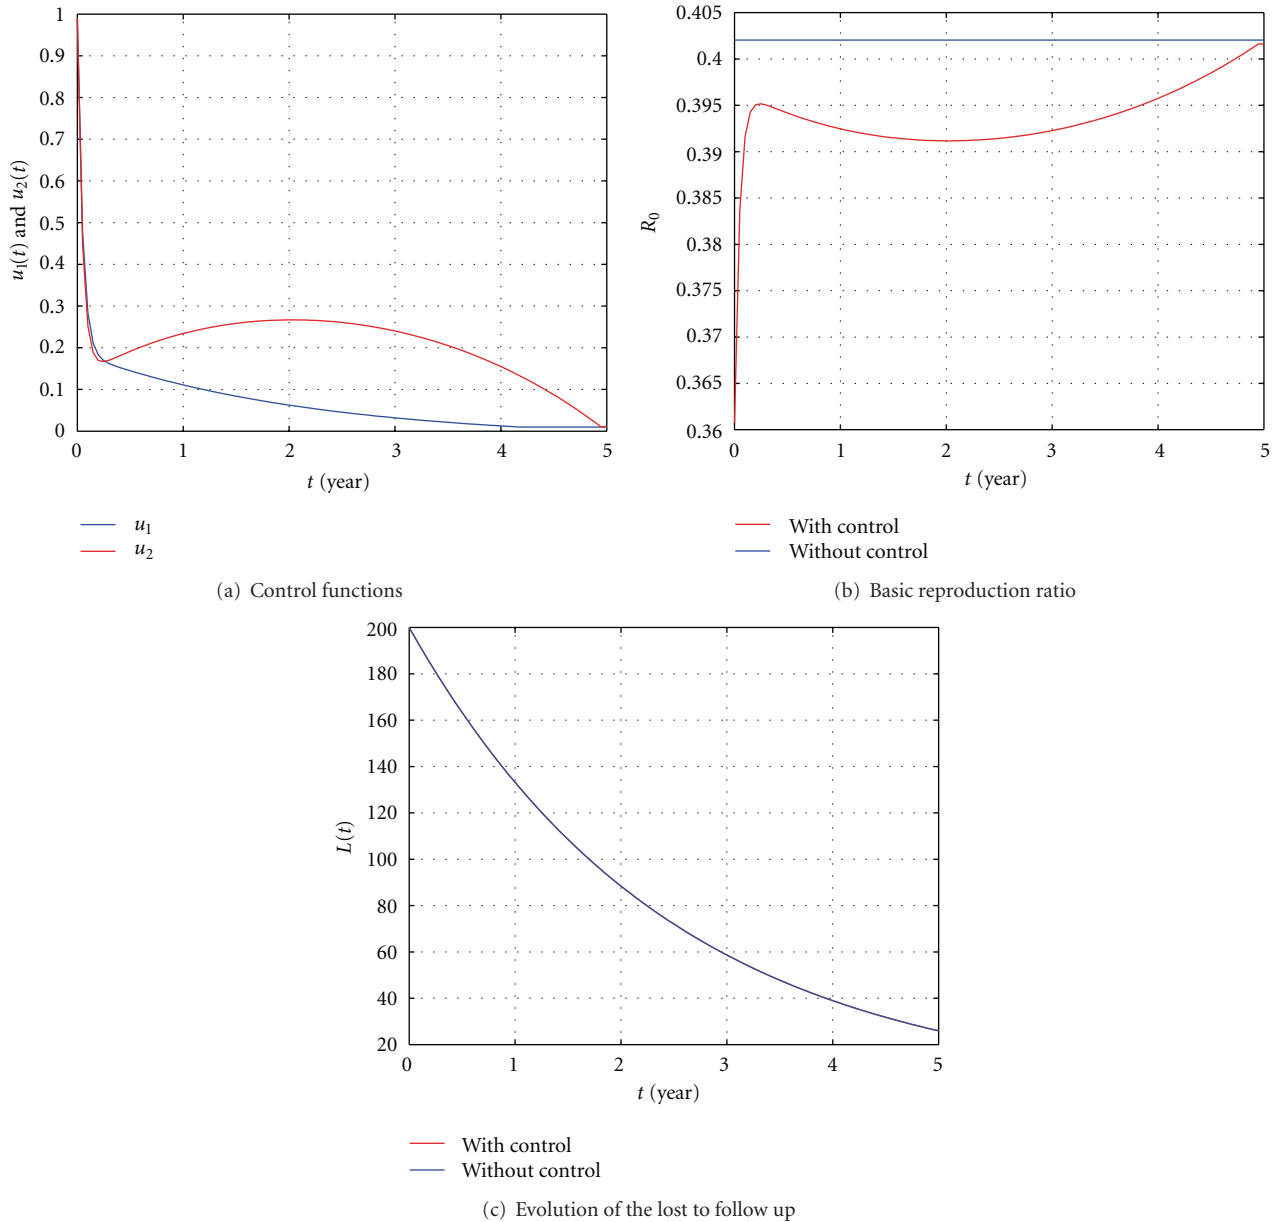 1
0.9
0.8
0.7
0.6
0.5
0.4
0.3
0.2
0.1
0
u1(t) and u2(t)
0 1 2 3 4 5
t (year)
u1
u2
(a) Control functions
0.405
0.4
0.395
0.39
0.385
0.38
0.375
0.37
0.365
0.36
R0
0 1 2 3 4 5
t (year)
With control
Without control
(b) Basic reproduction ratio
200
180
160
140
120
100
80
60
40
20
L(t)
0 1 2 3 4 5
t (year)
With control
Without control
(c) Evolution of the lost to follow up